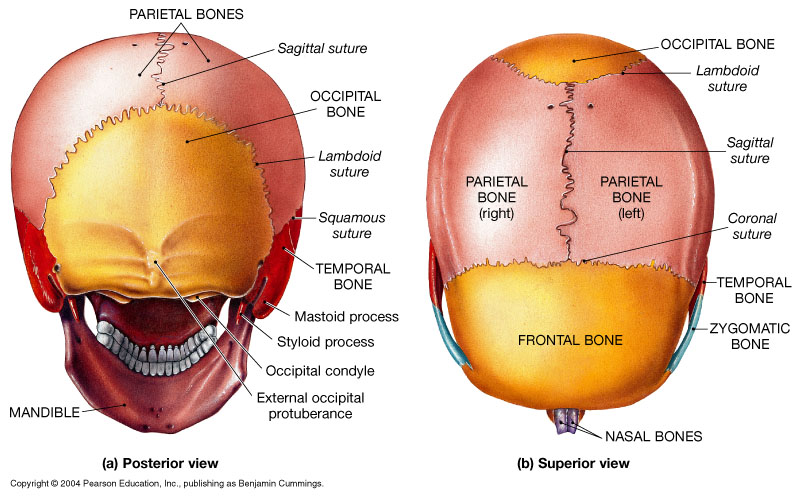 PARIETAL BONES
Sagittal suture
OCCIPITAL
BONE
Lambdoid
suture
Squamous
suture
TEMPORAL
BONE
Mastoid process
Styloid process
Occipital condyle
External occipital
protuberance
MANDIBLE
(a) Posterior view
OCCIPITAL BONE
Lambdoid
suture
Sagittal
suture
PARIETAL
BONE
(right)
PARIETAL
BONE
(left)
Coronal
suture
TEMPORAL
BONE
ZYGOMATIC
BONE
FRONTAL BONE
NASAL BONES
(b) Superior view
Copyright © 2004 Pearson Education, Inc., publishing as Benjamin Cummings.